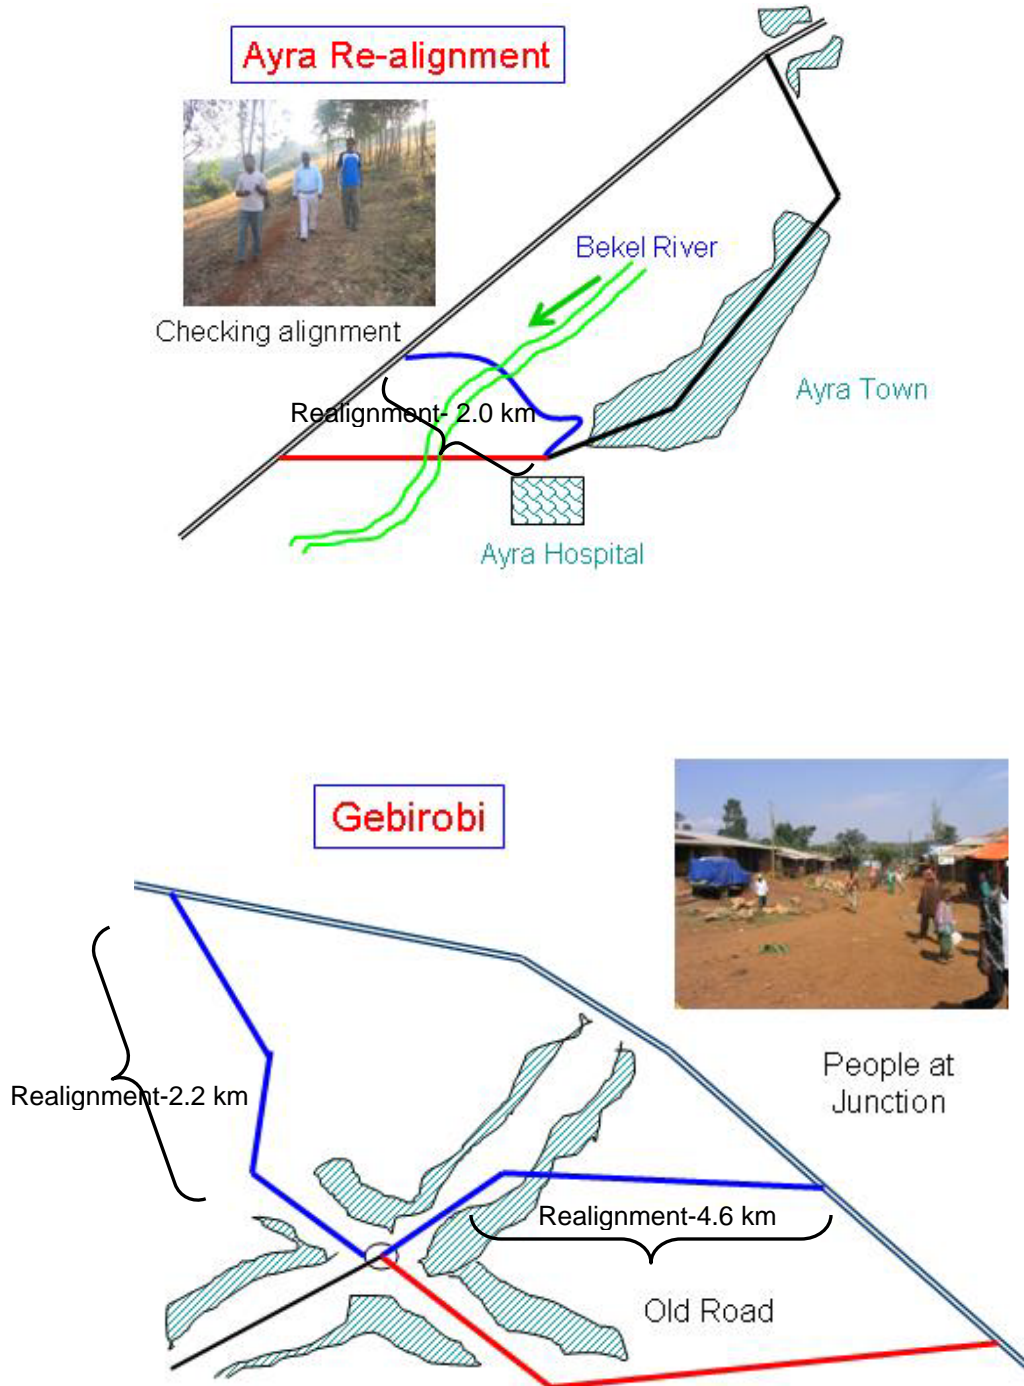 Ayra Re-alignment
Bekel River
Checking alignment
Ayra Town
Realignment- 2.0 km
Ayra Hospital
Gebirobi
People at
Junction
Realignment-2.2 km
Realignment-4.6 km
Old Road